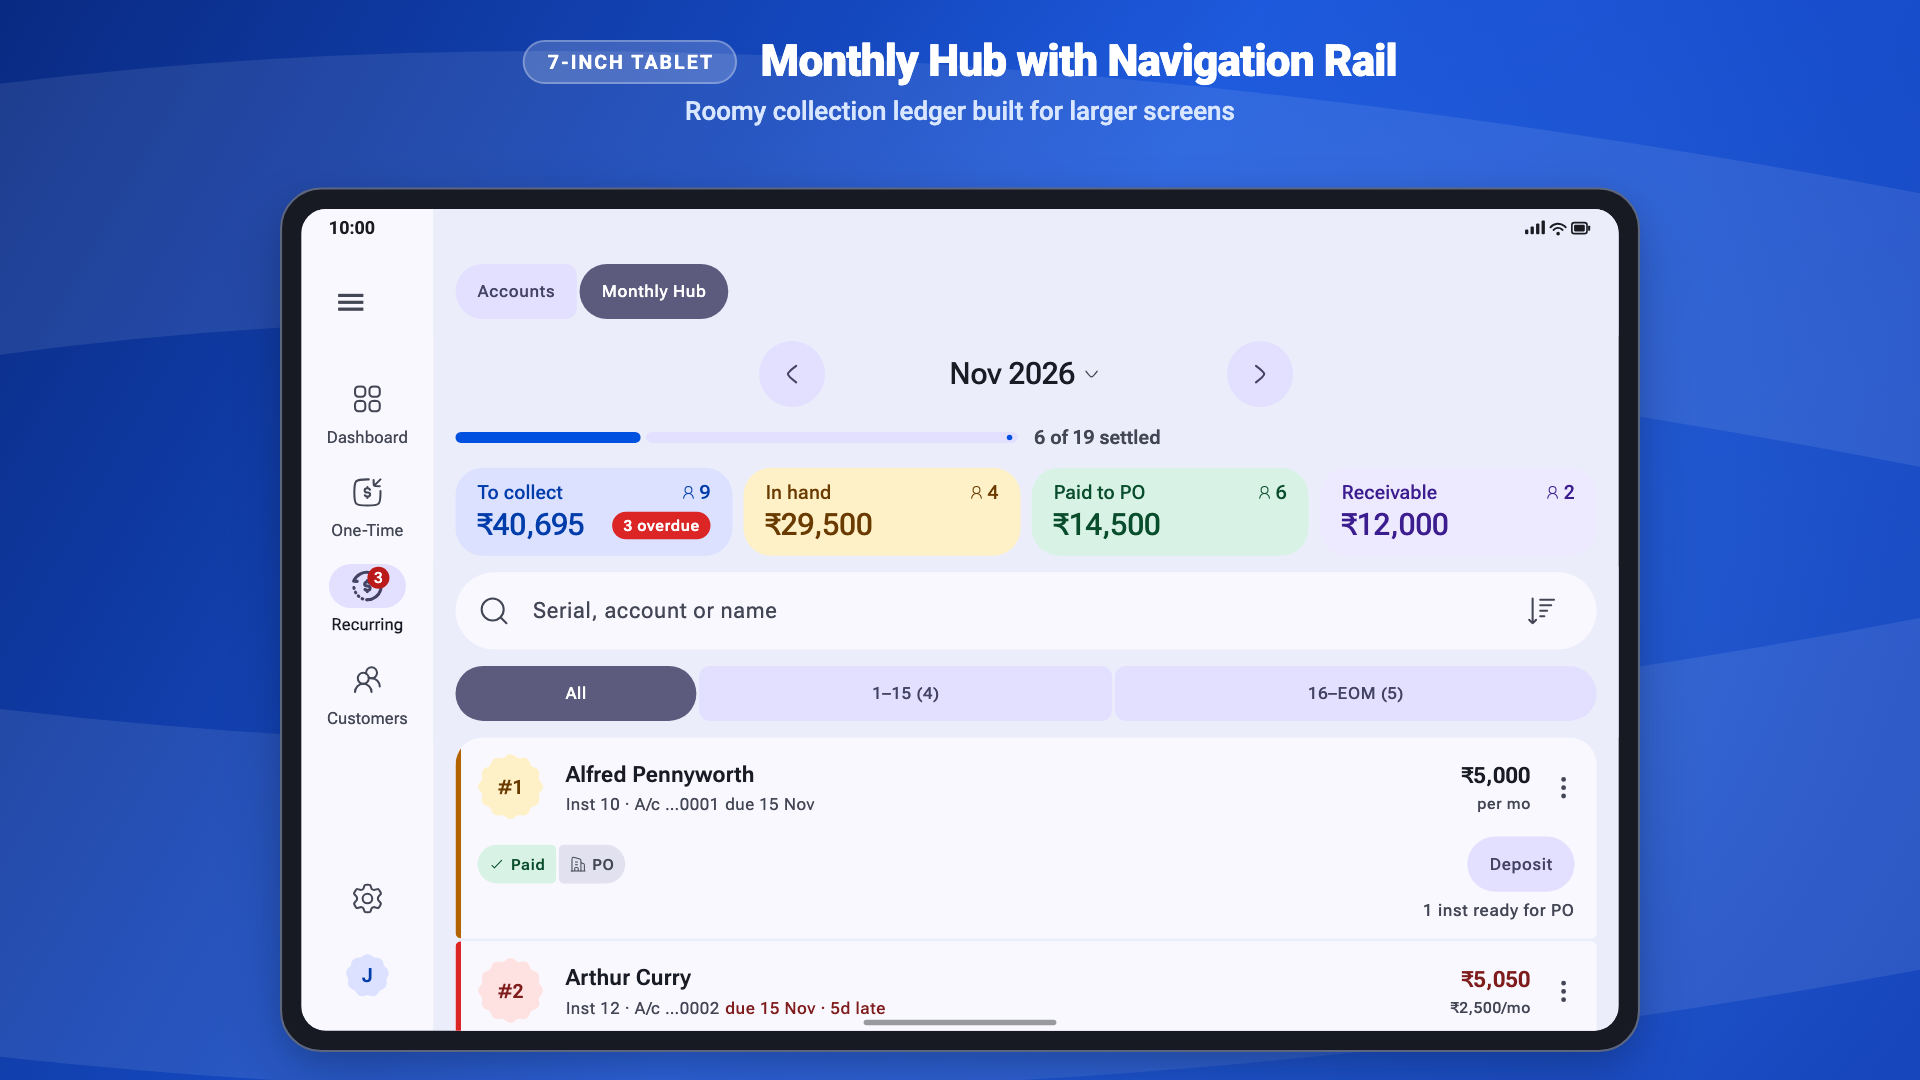 7-INCH TABLET
Monthly Hub with Navigation Rail
Roomy collection ledger built for larger screens
10:00
Accounts
Monthly Hub
Dashboard
One-Time
3
Recurring
Customers
J
Nov 2026
6 of 19 settled
To collect
9
₹40,695
3 overdue
In hand
4
₹29,500
Paid to PO
6
₹14,500
Receivable
2
₹12,000
Serial, account or name
All
1–15 (4)
16–EOM (5)
#1
Alfred Pennyworth
Inst 10 · A/c ...0001 due 15 Nov
₹5,000
per mo
Paid
PO
Deposit
1 inst ready for PO
#2
Arthur Curry
Inst 12 · A/c ...0002 due 15 Nov · 5d late
₹5,050
₹2,500/mo